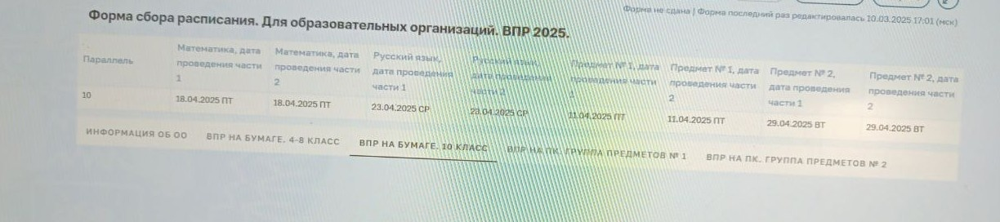 Форма не сдана | Форма последний раз редактировалась 10.03.2025 17:01 (мск)
Форма сбора расписания. Для образовательных организаций. ВПР 2025.
Параллель
Математика, дата
проведения части
1
Математика, дата
проведения части
2
Русский язык,
дата проведения
части 1
Русский язык,
дата проведения
части 2
Предмет № 1, дата
проведения части
1
Предмет № 1, дата
проведения части
2
Предмет № 2,
дата проведения
части 1
Предмет № 2, дата
проведения части
2
10
18.04.2025 ПТ
18.04.2025 ПТ
23.04.2025 СР
23.04.2025 СР
11.04.2025 ПТ
11.04.2025 ПТ
29.04.2025 ВТ
29.04.2025 ВТ
ИНФОРМАЦИЯ ОБ ОО
ВПР НА БУМАГЕ. 4-8 КЛАСС
ВПР НА БУМАГЕ. 10 КЛАСС
ВПР НА ПК. ГРУППА ПРЕДМЕТОВ № 1
ВПР НА ПК. ГРУППА ПРЕДМЕТОВ № 2